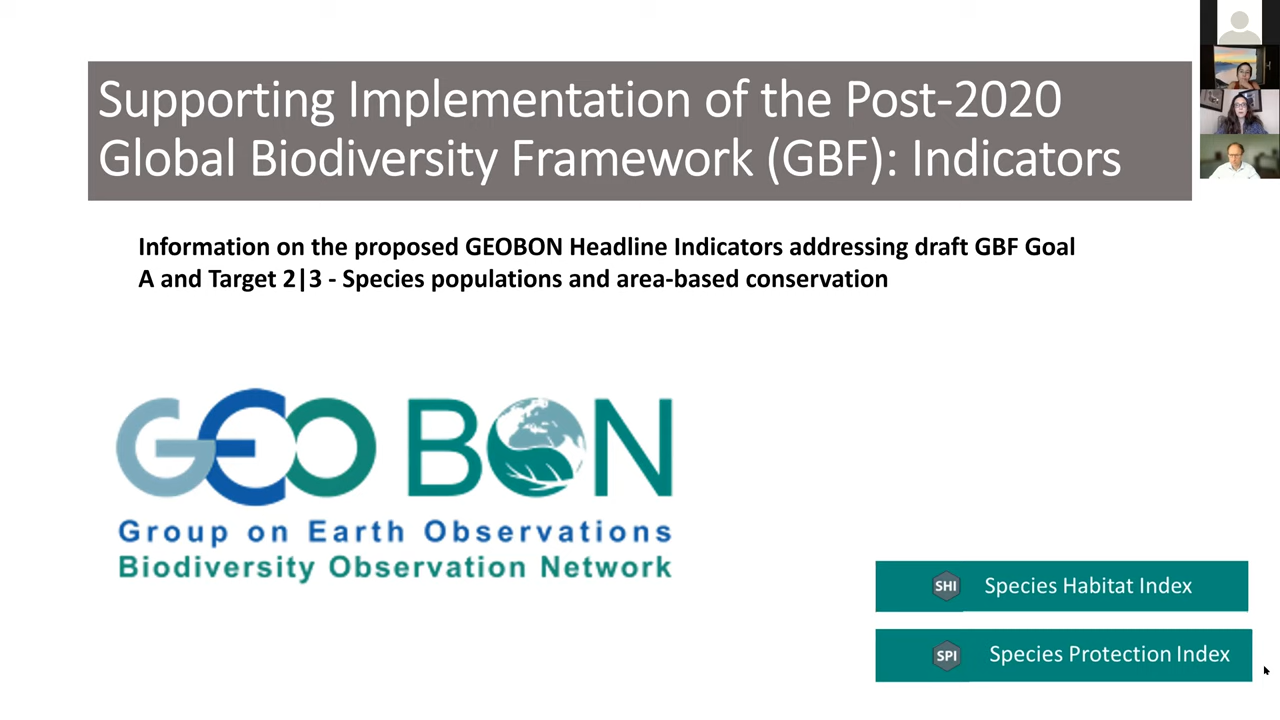 Supporting Implementation of the Post-2020
Global Biodiversity Framework (GBF): Indicators
Information on the proposed GEOBON Headline Indicators addressing draft GBF Goal
A and Target 2|3 - Species populations and area-based conservation
GEO BON
Group on Earth Observations
Biodiversity Observation Network
SHI Species Habitat Index
SPI Species Protection Index